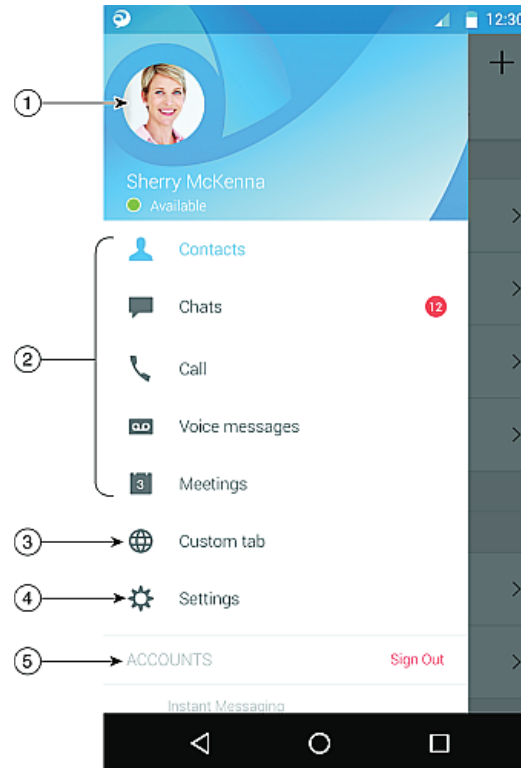 12:30
1
Sherry McKenna
Available
Contacts
Chats 12
2
Call
Voice messages
3
Meetings
3 Custom tab
4 Settings
5 ACCOUNTS Sign Out
Instant Messaging